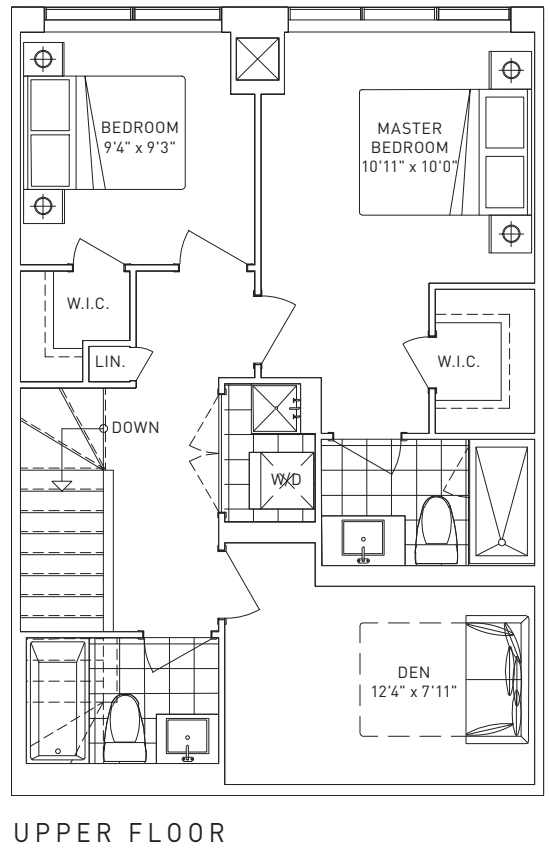 BEDROOM
9'4" x 9'3"
MASTER
BEDROOM
10'11" x 10'0"
W.I.C.
LIN.
W.I.C.
DOWN
W/D
DEN
12'4" x 7'11"
UPPER FLOOR